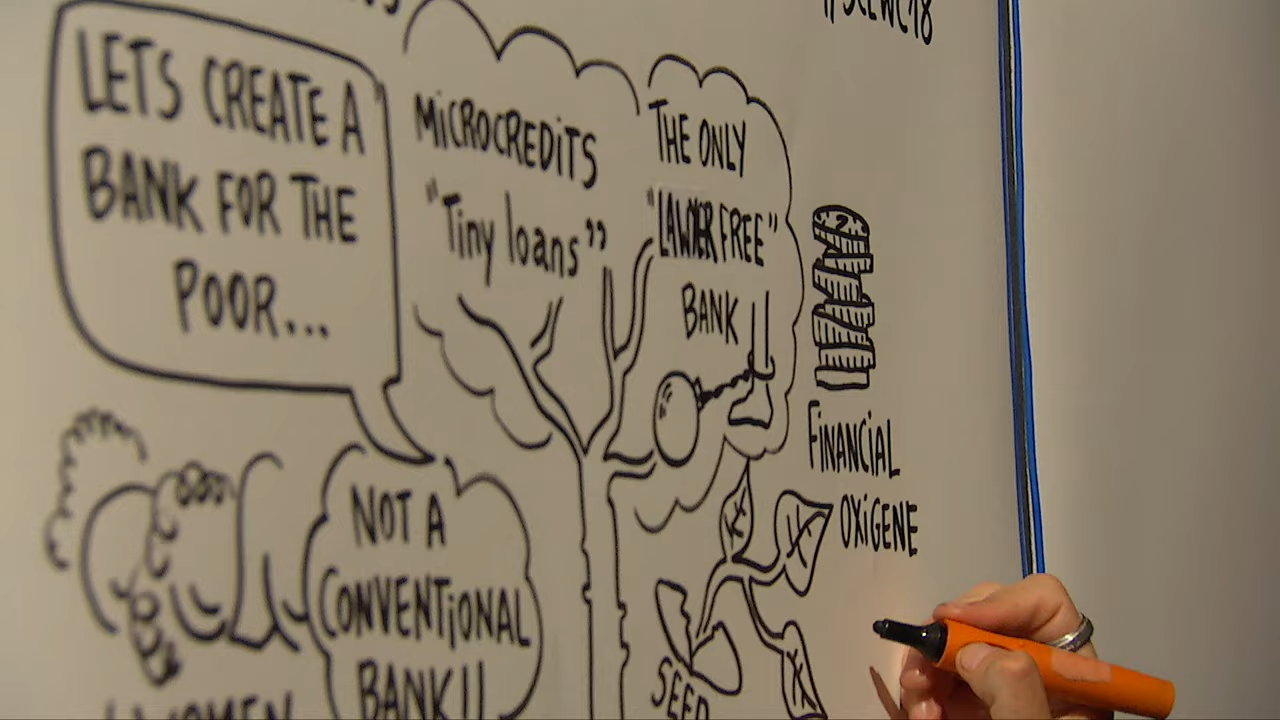 LETS CREATE A
BANK FOR THE
POOR...
MiCROCREDiTS
"Tiny loans"
THE ONLY
"LAWYER FREE"
BANK
FiNANCiAL
OXiGENE
NOT A
CONVENTiONAL
BANK!!
WOMEN
SEED